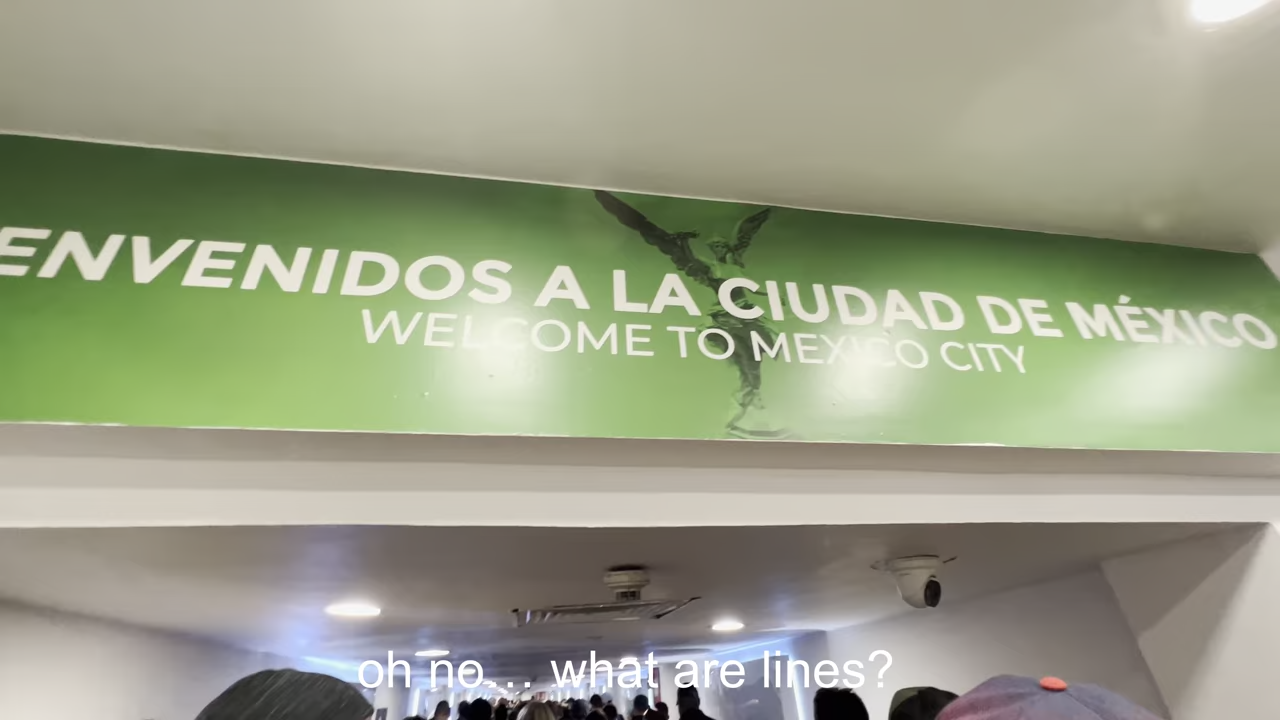 ENVENIDOS A LA CIUDAD DE MÉXICO
WELCOME TO MEXICO CITY
oh no... what are lines?